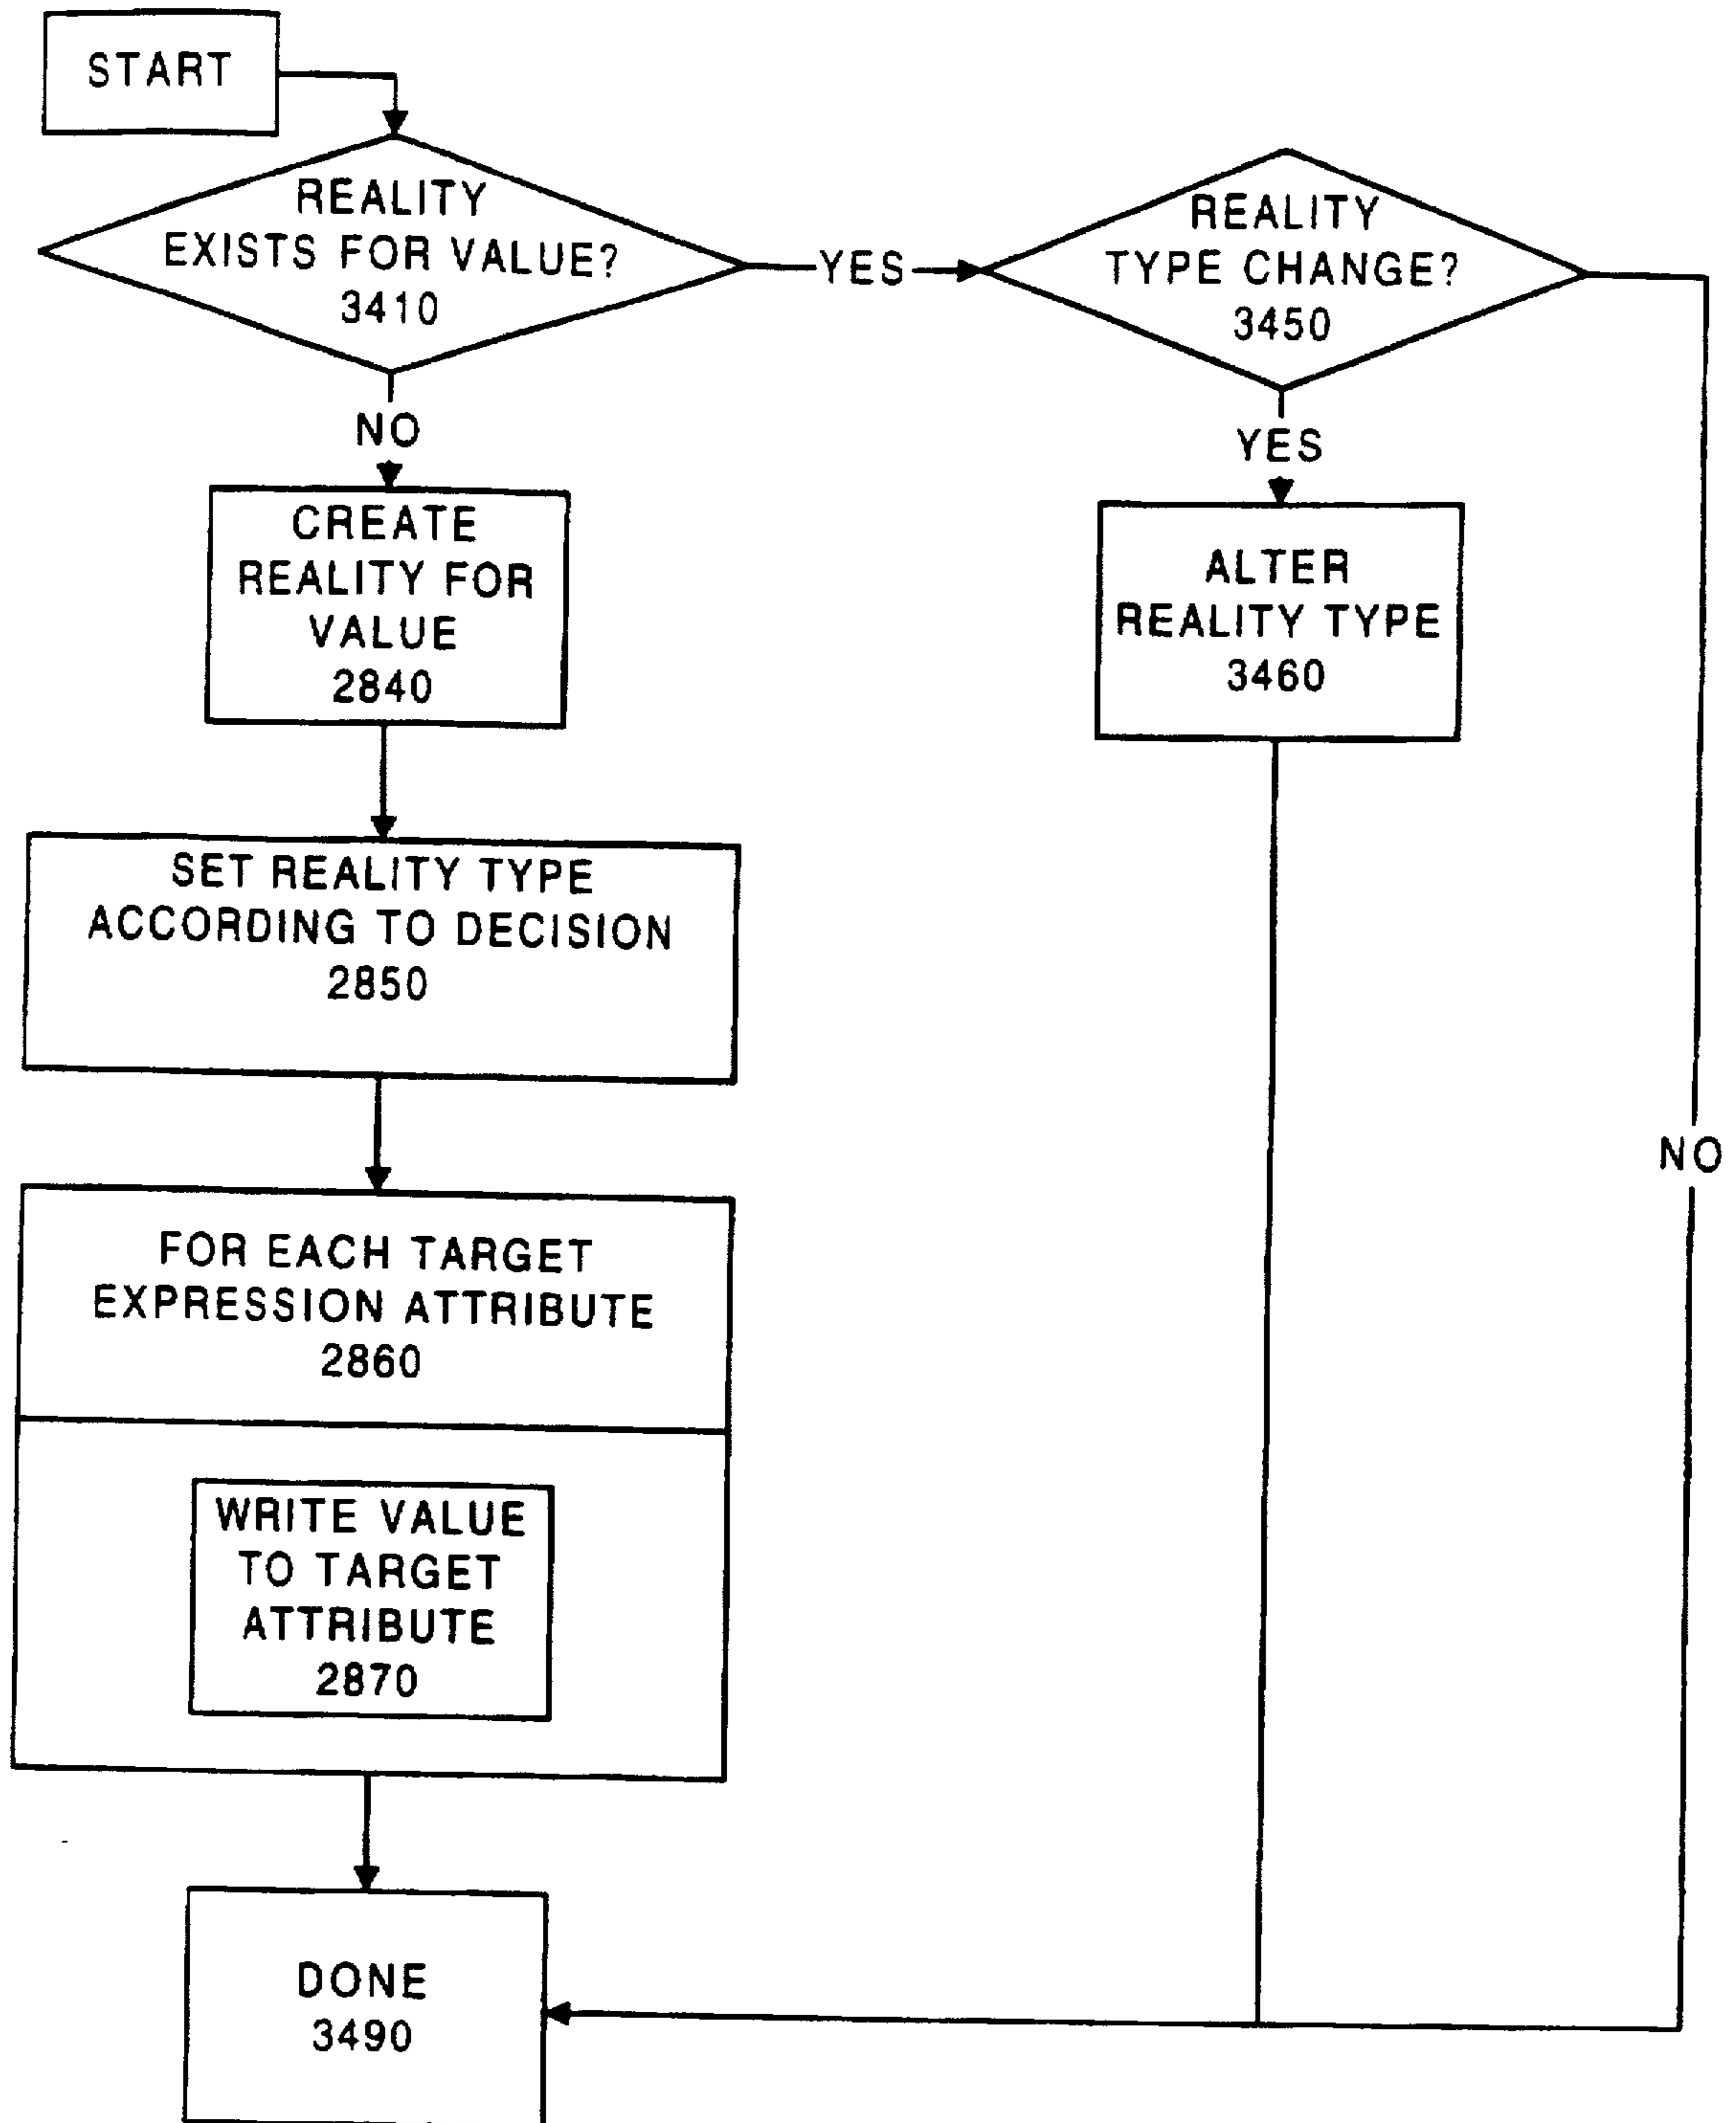 START
REALITY
EXISTS FOR VALUE?
3410
YES
REALITY
TYPE CHANGE?
3450
NO
YES
CREATE
REALITY FOR
VALUE
2840
ALTER
REALITY TYPE
3460
SET REALITY TYPE
ACCORDING TO DECISION
2850
NO
FOR EACH TARGET
EXPRESSION ATTRIBUTE
2860
WRITE VALUE
TO TARGET
ATTRIBUTE
2870
DONE
3490